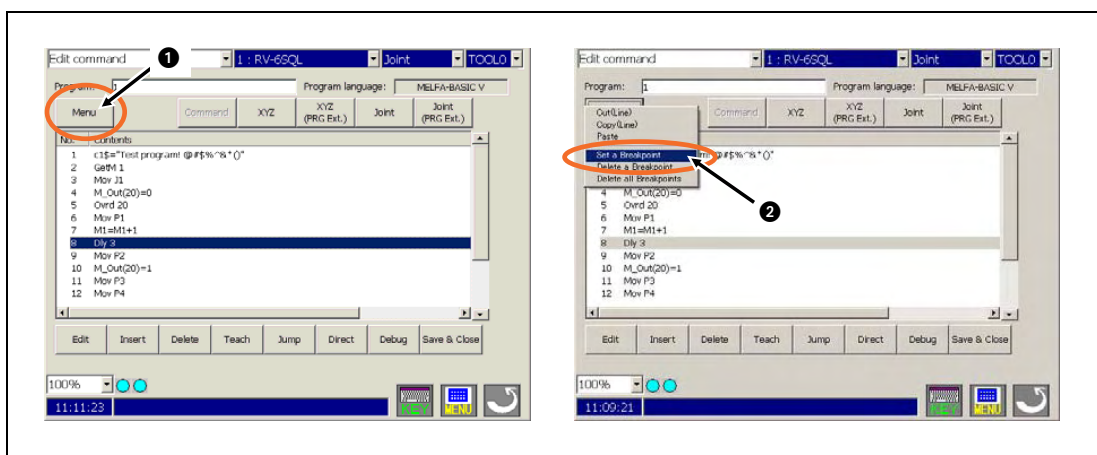 Edit command 1 : RV-6SQL Joint TOOL0
❶
Program: 1 Program language: MELFA-BASIC V
Menu Command XYZ XYZ (PRG Ext.) Joint Joint (PRG Ext.)
No. Contents
1 c1$="Test program! @#$%^&*()"
2 GetM 1
3 Mov J1
4 M_Out(20)=0
5 Ovrd 20
6 Mov P1
7 M1=M1+1
8 Dly 3
9 Mov P2
10 M_Out(20)=1
11 Mov P3
12 Mov P4
Edit Insert Delete Teach Jump Direct Debug Save & Close
100%
11:11:23
KEY MENU
Edit command 1 : RV-6SQL Joint TOOL0
Program: 1 Program language: MELFA-BASIC V
Command XYZ XYZ (PRG Ext.) Joint Joint (PRG Ext.)
Cut(Line)
Copy(Line)
Paste
Set a Breakpoint
Delete a Breakpoint
Delete all Breakpoints
m! @#$%^&*()"
❷
4 M_Out(20)=0
5 Ovrd 20
6 Mov P1
7 M1=M1+1
8 Dly 3
9 Mov P2
10 M_Out(20)=1
11 Mov P3
12 Mov P4
Edit Insert Delete Teach Jump Direct Debug Save & Close
100%
11:09:21
KEY MENU